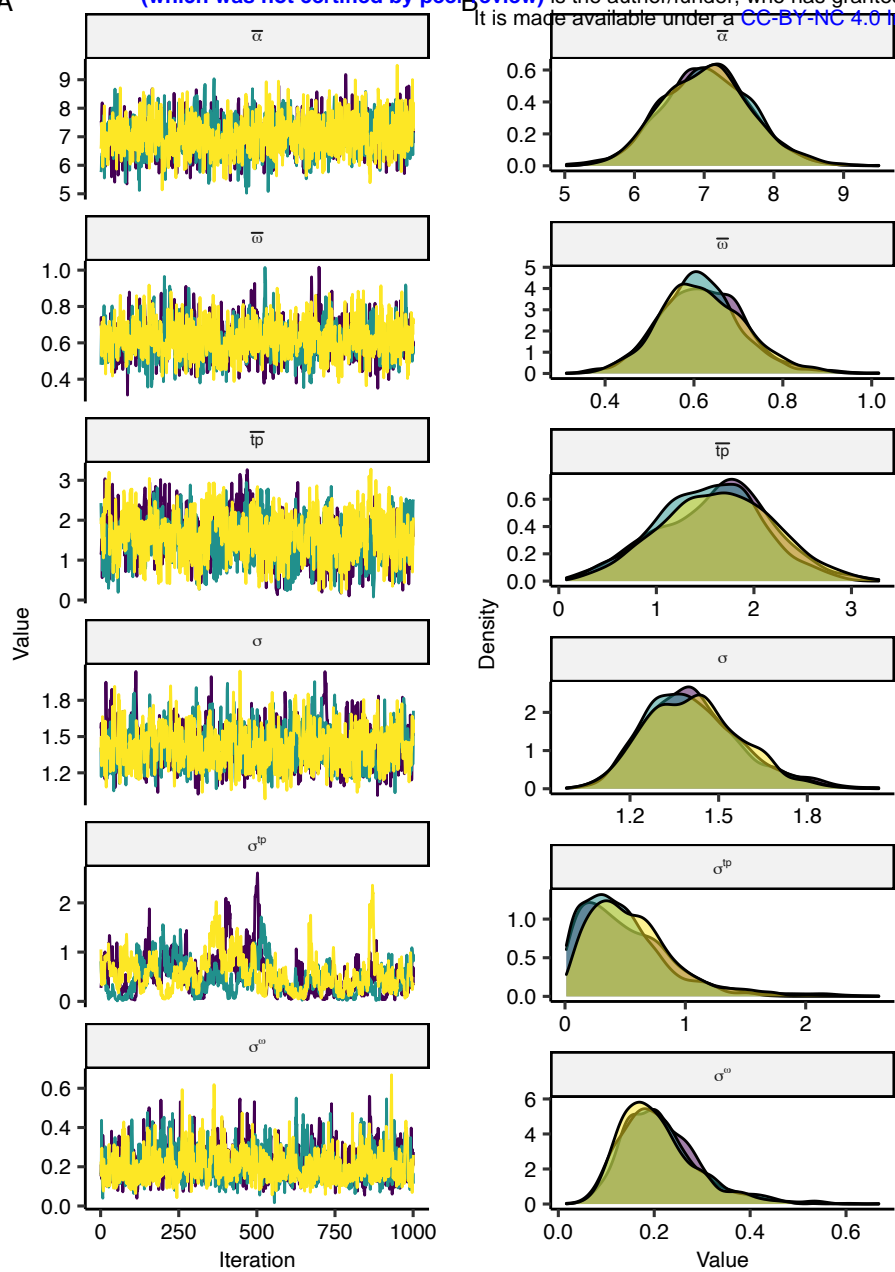 A
(which was not certified by peer review) is the author/funder, who has grante
B
It is made available under a CC-BY-NC 4.0 I
α̅
9
8
7
6
5
ω̅
1.0
0.8
0.6
0.4
t̅p̅
3
2
1
0
σ
1.8
1.5
1.2
σᵗᵖ
2
1
0
σ^ω
0.6
0.4
0.2
0.0
0 250 500 750 1000
Iteration
Value
α̅
0.6
0.4
0.2
0.0
5 6 7 8 9
ω̅
5
4
3
2
1
0
0.4 0.6 0.8 1.0
t̅p̅
0.6
0.4
0.2
0.0
0 1 2 3
σ
2
1
0
1.2 1.5 1.8
σᵗᵖ
1.0
0.5
0.0
0 1 2
σ^ω
6
4
2
0
0.0 0.2 0.4 0.6
Value
Density